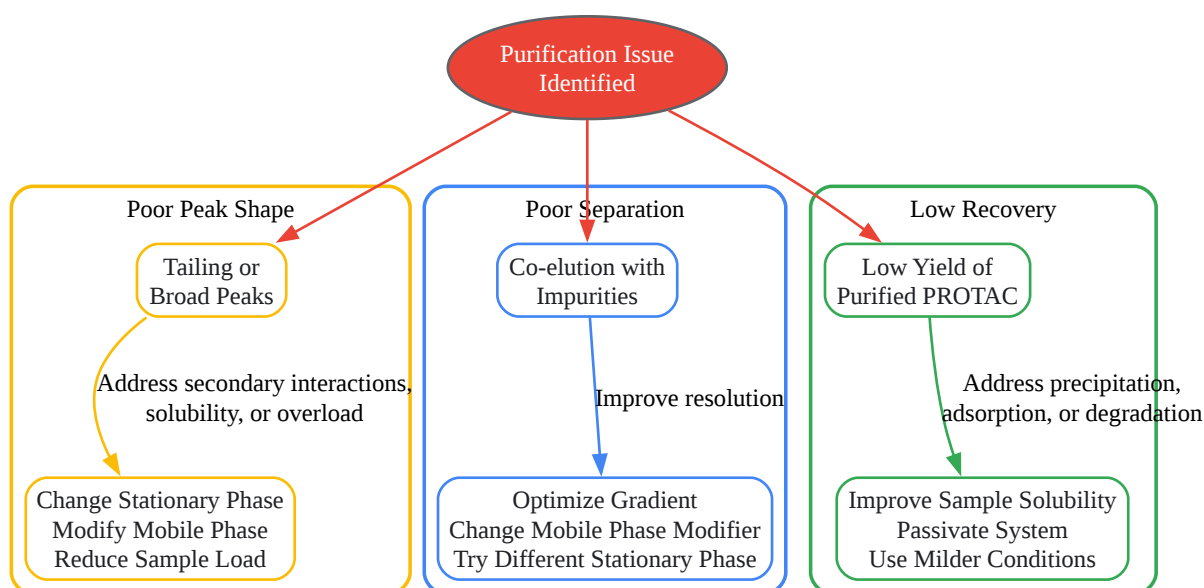 Purification Issue
Identified
Poor Peak Shape
Poor Separation
Low Recovery
Tailing or
Broad Peaks
Co-elution with
Impurities
Low Yield of
Purified PROTAC
Address secondary interactions,
solubility, or overload
Improve resolution
Address precipitation,
adsorption, or degradation
Change Stationary Phase
Modify Mobile Phase
Reduce Sample Load
Optimize Gradient
Change Mobile Phase Modifier
Try Different Stationary Phase
Improve Sample Solubility
Passivate System
Use Milder Conditions